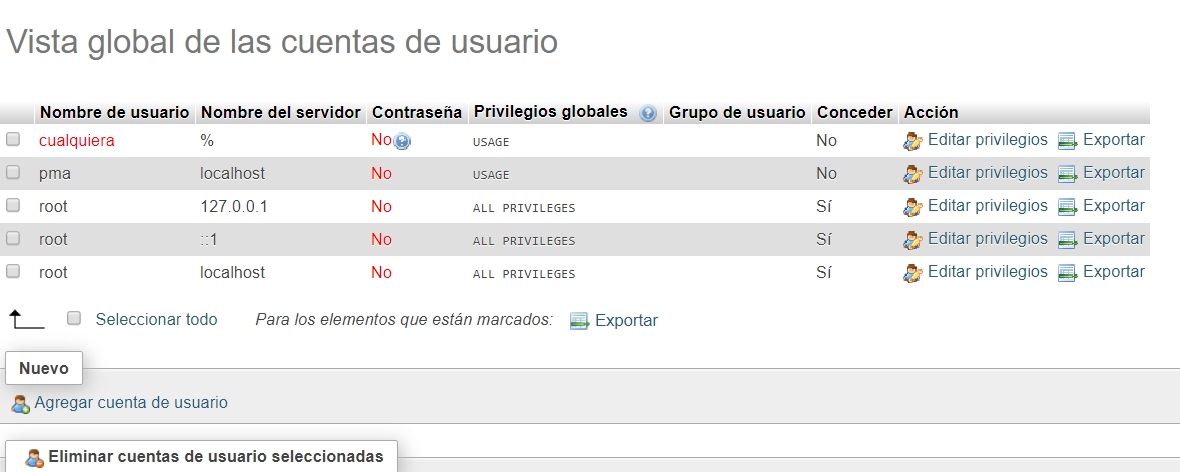 Vista global de las cuentas de usuario
Nombre de usuario Nombre del servidor Contraseña Privilegios globales Grupo de usuario Conceder Acción
cualquiera % No USAGE No Editar privilegios Exportar
pma localhost No USAGE No Editar privilegios Exportar
root 127.0.0.1 No ALL PRIVILEGES Sí Editar privilegios Exportar
root ::1 No ALL PRIVILEGES Sí Editar privilegios Exportar
root localhost No ALL PRIVILEGES Sí Editar privilegios Exportar
Seleccionar todo Para los elementos que están marcados: Exportar
Nuevo
Agregar cuenta de usuario
Eliminar cuentas de usuario seleccionadas